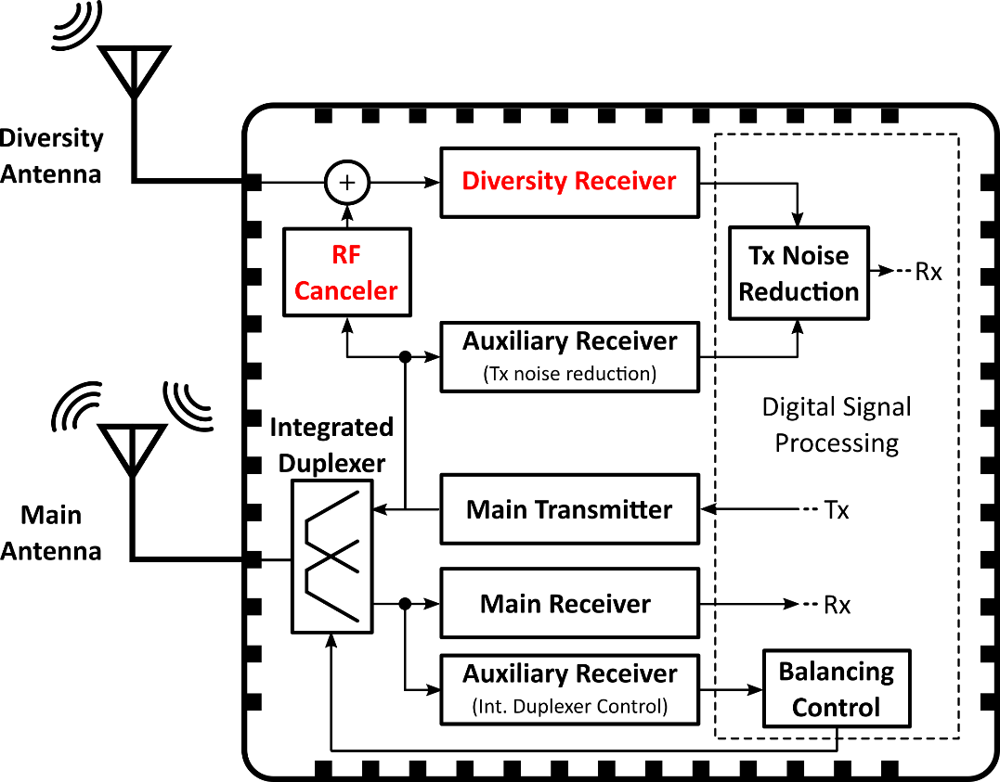 Diversity
Antenna
+
Diversity Receiver
RF
Canceler
Tx Noise
Reduction
Rx
Auxiliary Receiver
(Tx noise reduction)
Digital Signal
Processing
Integrated
Duplexer
Main
Antenna
Main Transmitter
Tx
Main Receiver
Rx
Auxiliary Receiver
(Int. Duplexer Control)
Balancing
Control